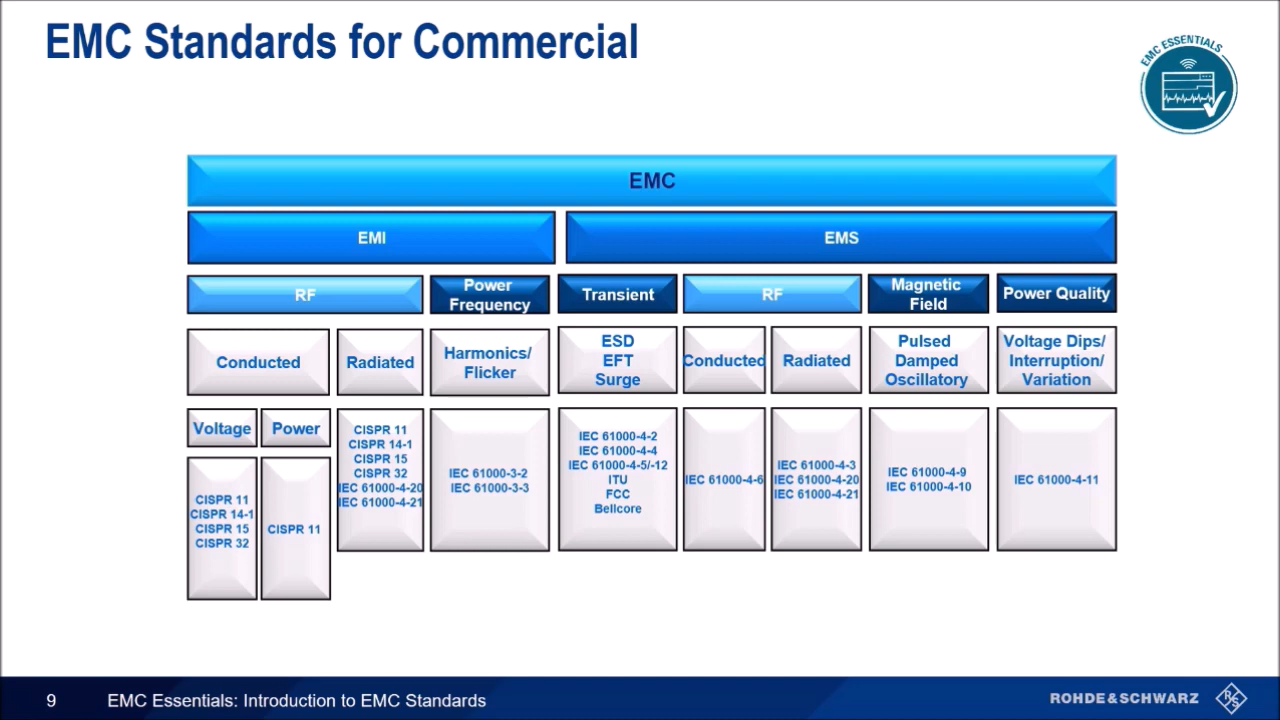 EMC Standards for Commercial
EMC ESSENTIALS
EMC
EMI
EMS
RF
Power
Frequency
Transient
RF
Magnetic
Field
Power Quality
Conducted
Radiated
Harmonics/
Flicker
ESD
EFT
Surge
Conducted
Radiated
Pulsed
Damped
Oscillatory
Voltage Dips/
Interruption/
Variation
Voltage
Power
CISPR 11
CISPR 14-1
CISPR 15
CISPR 32
CISPR 11
CISPR 11
CISPR 14-1
CISPR 15
CISPR 32
IEC 61000-4-20
IEC 61000-4-21
IEC 61000-3-2
IEC 61000-3-3
IEC 61000-4-2
IEC 61000-4-4
IEC 61000-4-5/-12
ITU
FCC
Bellcore
IEC 61000-4-6
IEC 61000-4-3
IEC 61000-4-20
IEC 61000-4-21
IEC 61000-4-9
IEC 61000-4-10
IEC 61000-4-11
9 EMC Essentials: Introduction to EMC Standards
ROHDE & SCHWARZ
R S